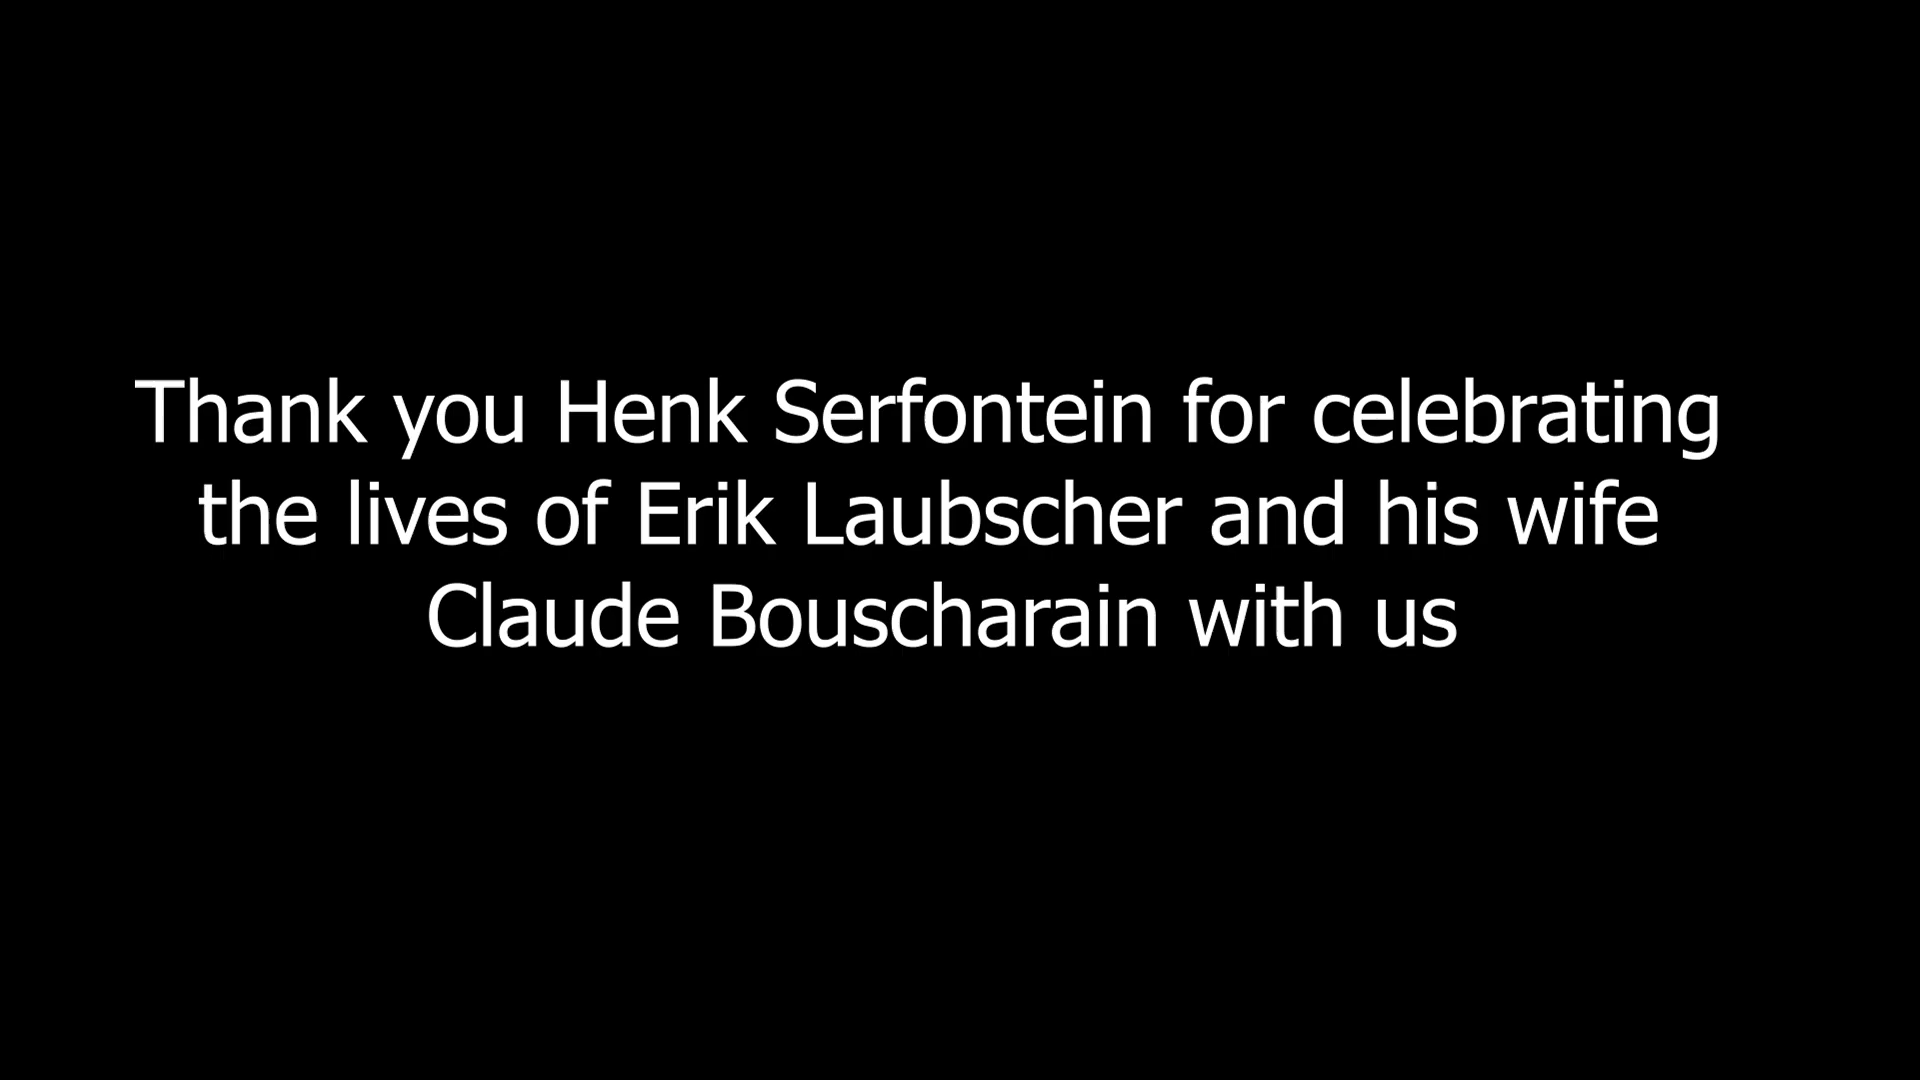 Thank you Henk Serfontein for celebrating
the lives of Erik Laubscher and his wife
Claude Bouscharain with us